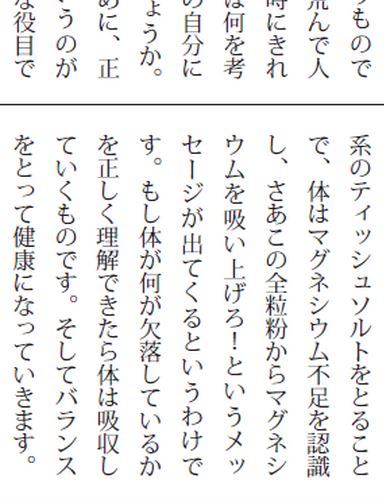 りもので
荒んで人
時にきれ
は何を考
の自分に
ょうか。
めに、正
いうのが
な役目で
系のティッシュソルトをとること
で、体はマグネシウム不足を認識
し、さあこの全粒粉からマグネシ
ウムを吸い上げろ！というメッ
セージが出てくるというわけで
す。もし体が何が欠落しているか
を正しく理解できたら体は吸収し
ていくものです。そしてバランス
をとって健康になっていきます。